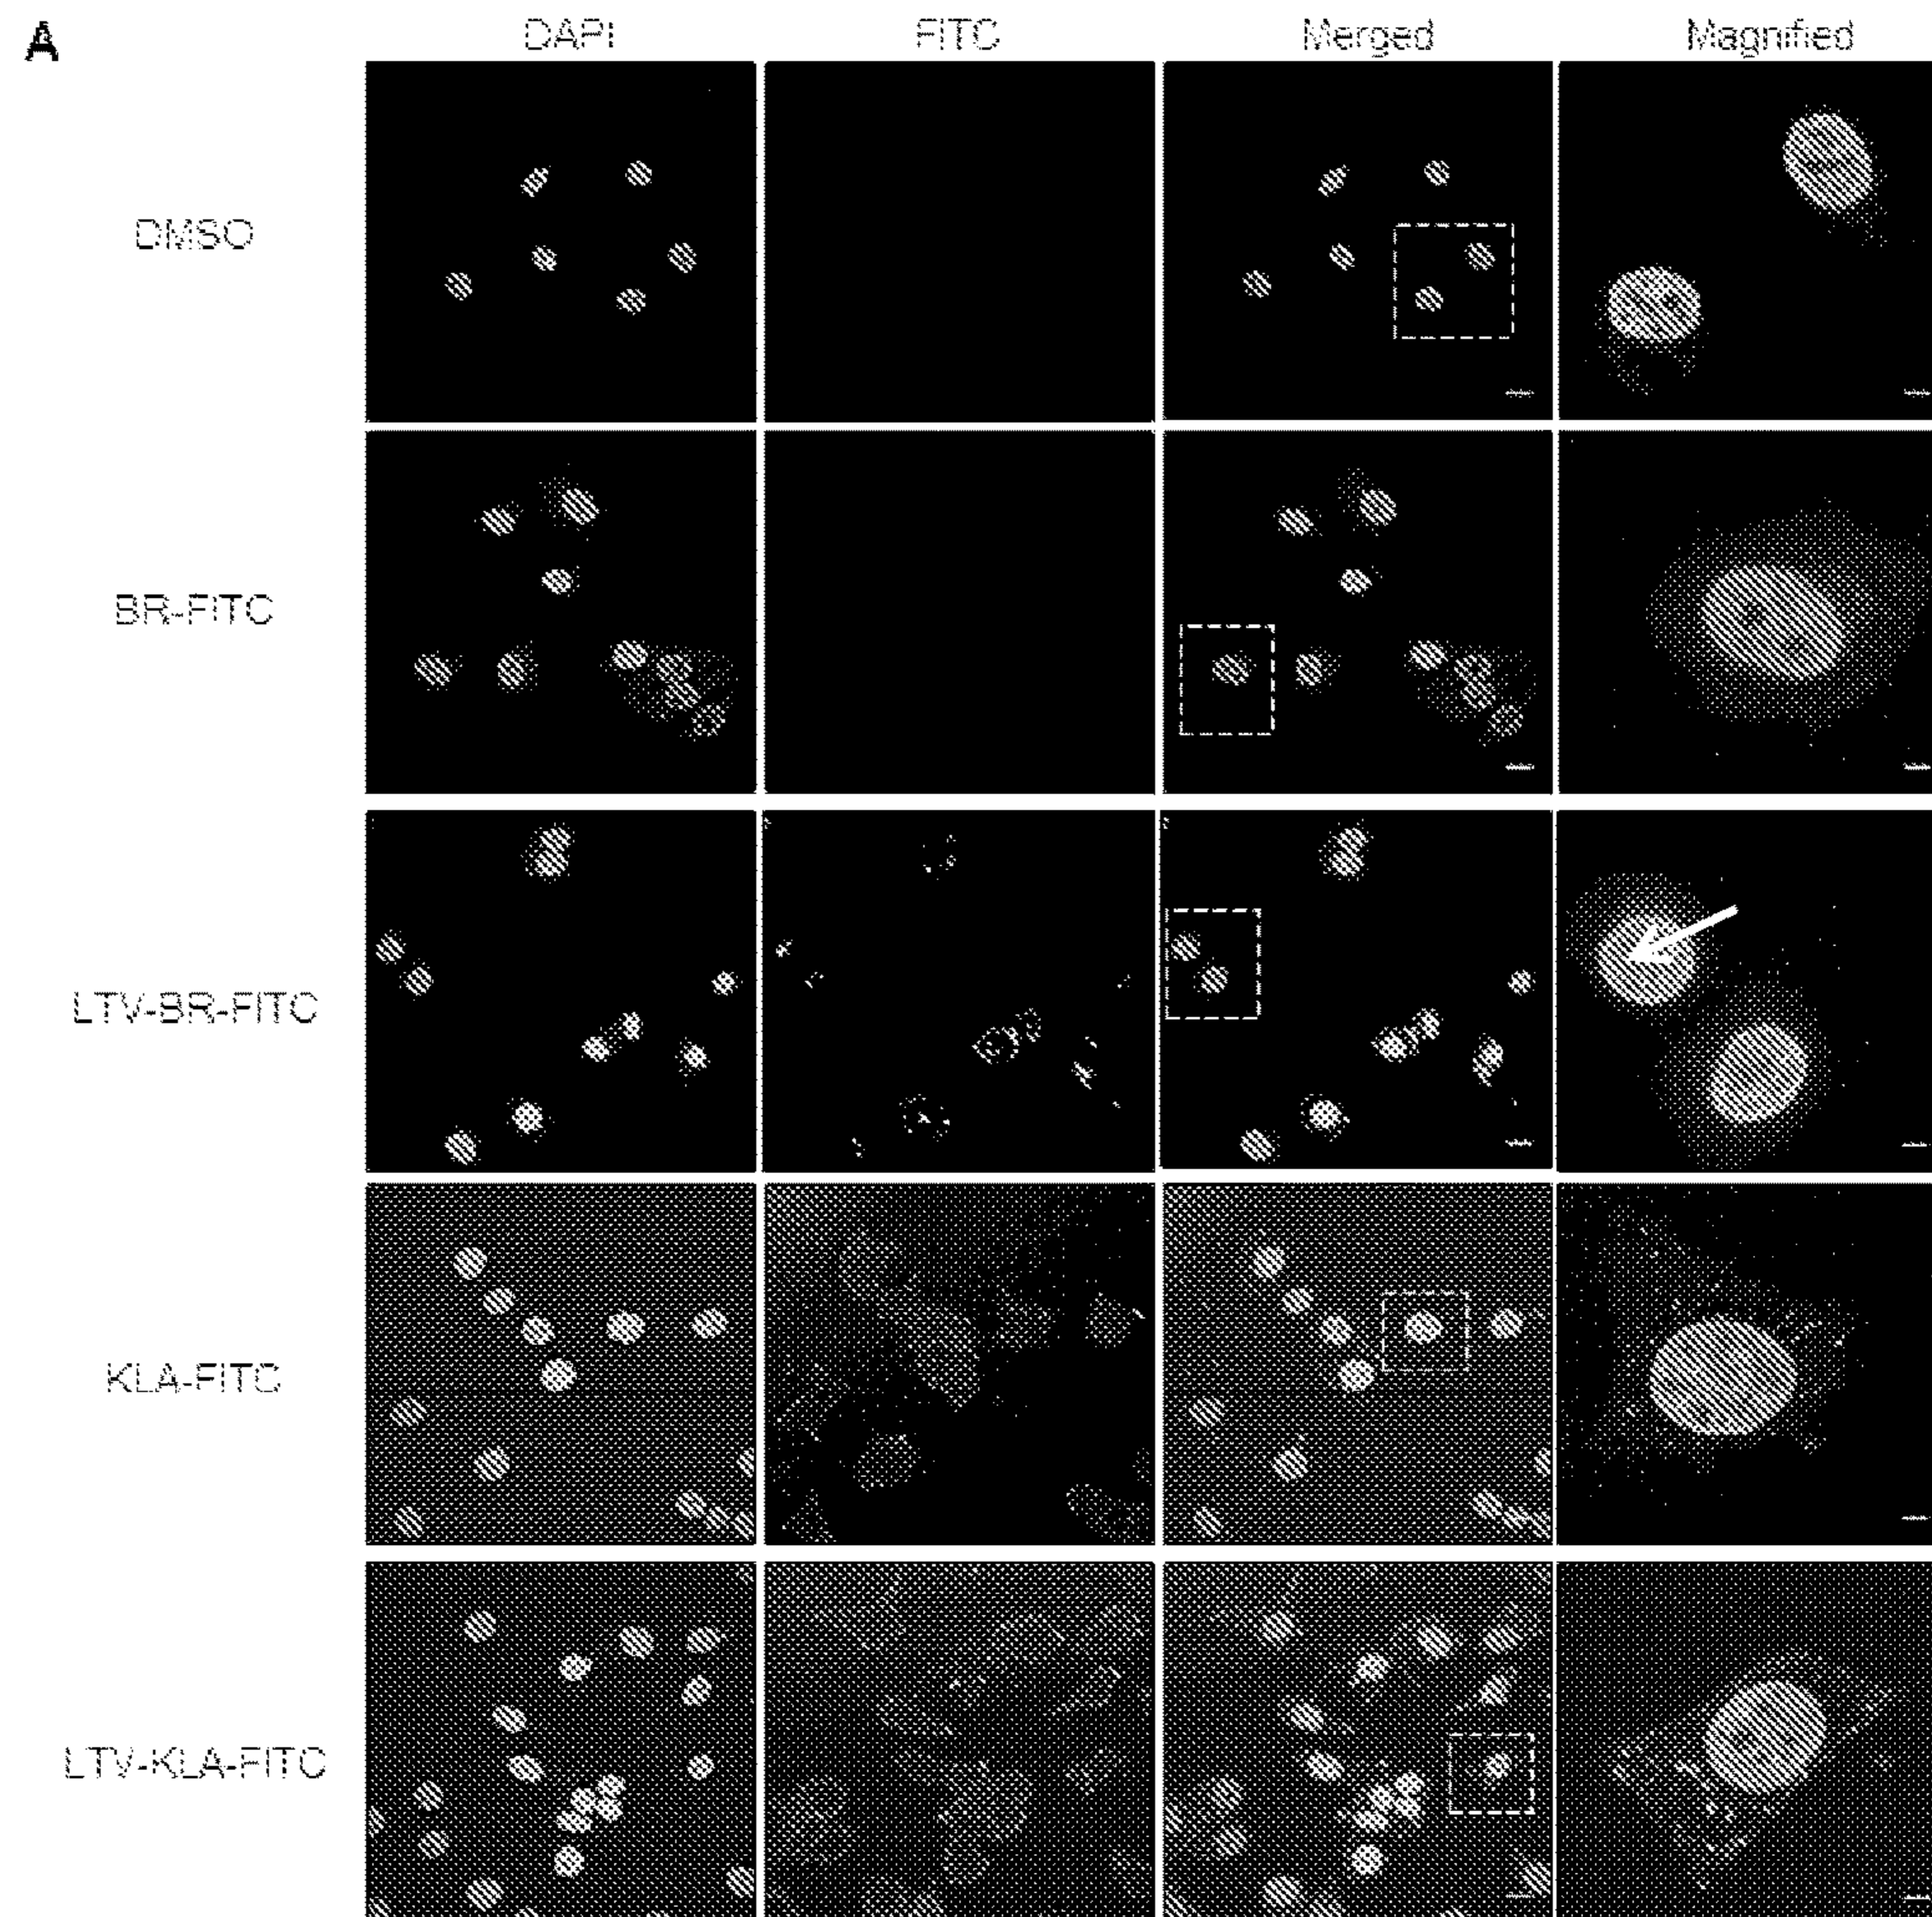 A
DAPI FITC Merged Magnified
DMSO
BR-FITC
LTV-BR-FITC
KLA-FITC
LTV-KLA-FITC